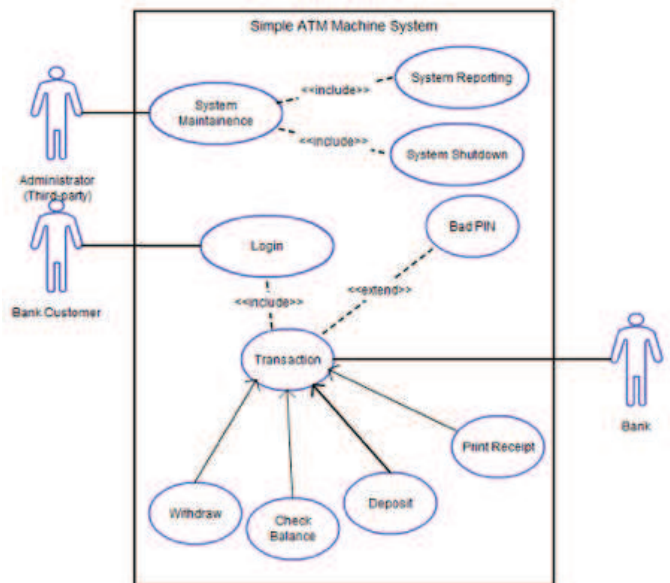 Simple ATM Machine System
System Reporting
<<include>>
System
Maintainence
<<include>>
System Shutdown
Administrator
(Third-party)
Bad PIN
Login
<<extend>>
<<include>>
Bank Customer
Transaction
Bank
Print Receipt
Deposit
Withdraw
Check
Balance